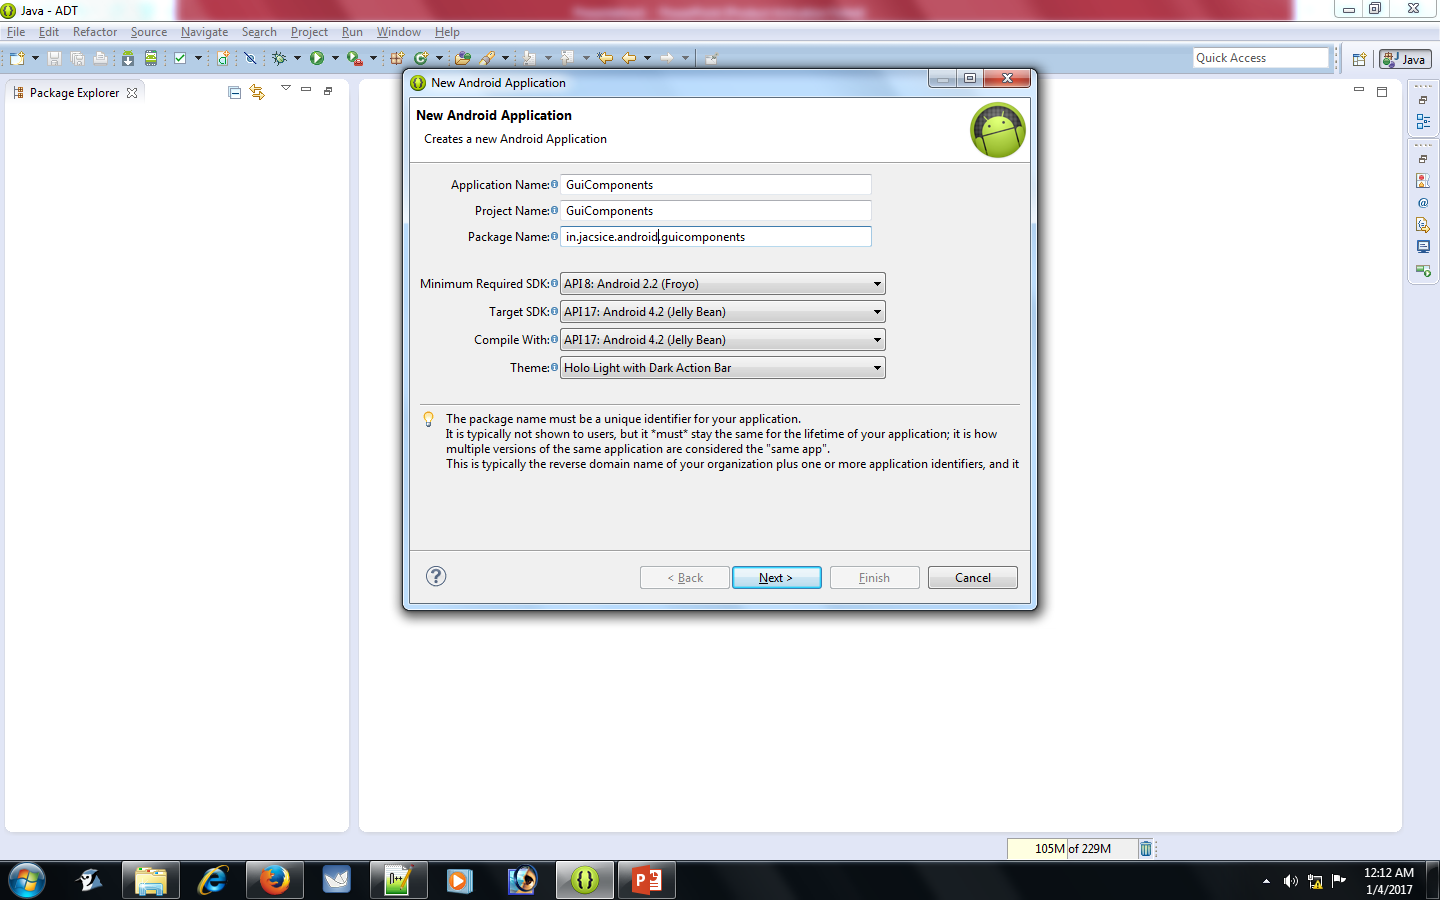 Java - ADT
File Edit Refactor Source Navigate Search Project Run Window Help
Quick Access
Java
Package Explorer
New Android Application
New Android Application
Creates a new Android Application
Application Name: GuiComponents
Project Name: GuiComponents
Package Name: in.jacsice.android.guicomponents
Minimum Required SDK: API 8: Android 2.2 (Froyo)
Target SDK: API 17: Android 4.2 (Jelly Bean)
Compile With: API 17: Android 4.2 (Jelly Bean)
Theme: Holo Light with Dark Action Bar
The package name must be a unique identifier for your application.
It is typically not shown to users, but it *must* stay the same for the lifetime of your application; it is how
multiple versions of the same application are considered the "same app".
This is typically the reverse domain name of your organization plus one or more application identifiers, and it
< Back Next > Finish Cancel
105M of 229M
12:12 AM
1/4/2017